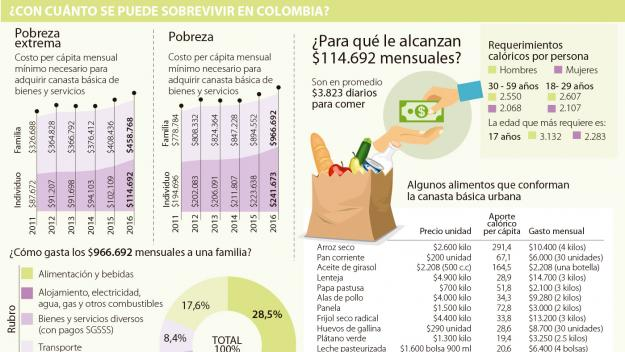 ¿CON CUÁNTO SE PUEDE SOBREVIVIR EN COLOMBIA?
Pobreza
extrema
Costo per cápita mensual
mínimo necesario para
adquirir canasta básica de
bienes y servicios
Familia
$326.688
$364.828
$366.792
$376.412
$408.436
$458.768
Individuo
$87.672
$91.207
$91.698
$94.103
$102.109
$114.692
2011
2012
2013
2014
2015
2016
Pobreza
Costo per cápita mensual
mínimo necesario para
adquirir canasta básica de
bienes y servicios
Familia
$778.784
$808.332
$824.364
$847.228
$894.552
$966.692
Individuo
$194.696
$202.083
$206.091
$211.807
$223.638
$241.673
2011
2012
2013
2014
2015
2016
¿Para qué le alcanzan
$114.692 mensuales?
Son en promedio
$3.823 diarios
para comer
$
Requerimientos
calóricos por persona
Hombres Mujeres
30 - 59 años 18- 29 años
2.550 2.607
2.068 2.107
La edad que más requiere es:
17 años 3.132 2.283
Algunos alimentos que conforman
la canasta básica urbana
Precio unidad Aporte calórico per cápita Gasto mensual
Arroz seco $2.600 kilo 291,4 $10.400 (4 kilos)
Pan corriente $200 unidad 67,1 $6.000 (30 unidades)
Aceite de girasol $2.208 (500 c.c) 164,5 $2,208 (una botella)
Lenteja $4.900 kilo 28,9 $14.700 (3 kilos)
Papa pastusa $700 kilo 51,8 $2.100 (3 kilos)
Alas de pollo $4.000 kilo 34,3 $9.280 (2 kilos)
Panela $1.500 kilo 72,8 $3.000 (2 kilos)
Frijol seco radical $4.400 kilo 33,8 $13.200 (3 kilos)
Huevos de gallina $290 unidad 28,6 $8.700 (30 unidades)
Plátano verde $1.300 kilo 19,4 $3.250 (2.5 kilos)
Leche pasteurizada $1.600 bolsa 900 ml 20,6 $6.400 (4 bolsas)
¿Cómo gasta los $966.692 mensuales a una familia?
Rubro
Alimentación y bebidas
Alojamiento, electricidad,
agua, gas y otros combustibles
Bienes y servicios diversos
(con pagos SGSSS)
Transporte
17,6%
28,5%
8,4%
TOTAL
100%